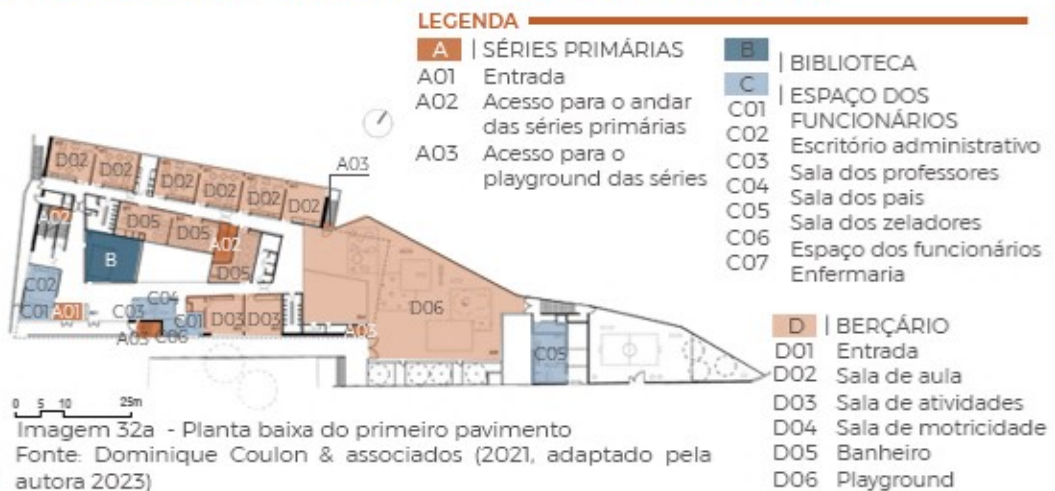 LEGENDA
A | SÉRIES PRIMÁRIAS
A01 Entrada
A02 Acesso para o andar
das séries primárias
A03 Acesso para o
playground das séries
B | BIBLIOTECA
C | ESPAÇO DOS
C01 FUNCIONÁRIOS
C02 Escritório administrativo
C03 Sala dos professores
C04 Sala dos pais
C05 Sala dos zeladores
C06 Espaço dos funcionários
C07 Enfermaria
D | BERÇÁRIO
D01 Entrada
D02 Sala de aula
D03 Sala de atividades
D04 Sala de motricidade
D05 Banheiro
D06 Playground
D02 D02 D02 D02 D02 D02
A03
A02 D05 D05 A02
B D05
C02 C04 D06
C01 A01 C03 C01 D03 D03
A03 C06 A03 C05
0 5 10 25m
Imagem 32a - Planta baixa do primeiro pavimento
Fonte: Dominique Coulon & associados (2021, adaptado pela
autora 2023)